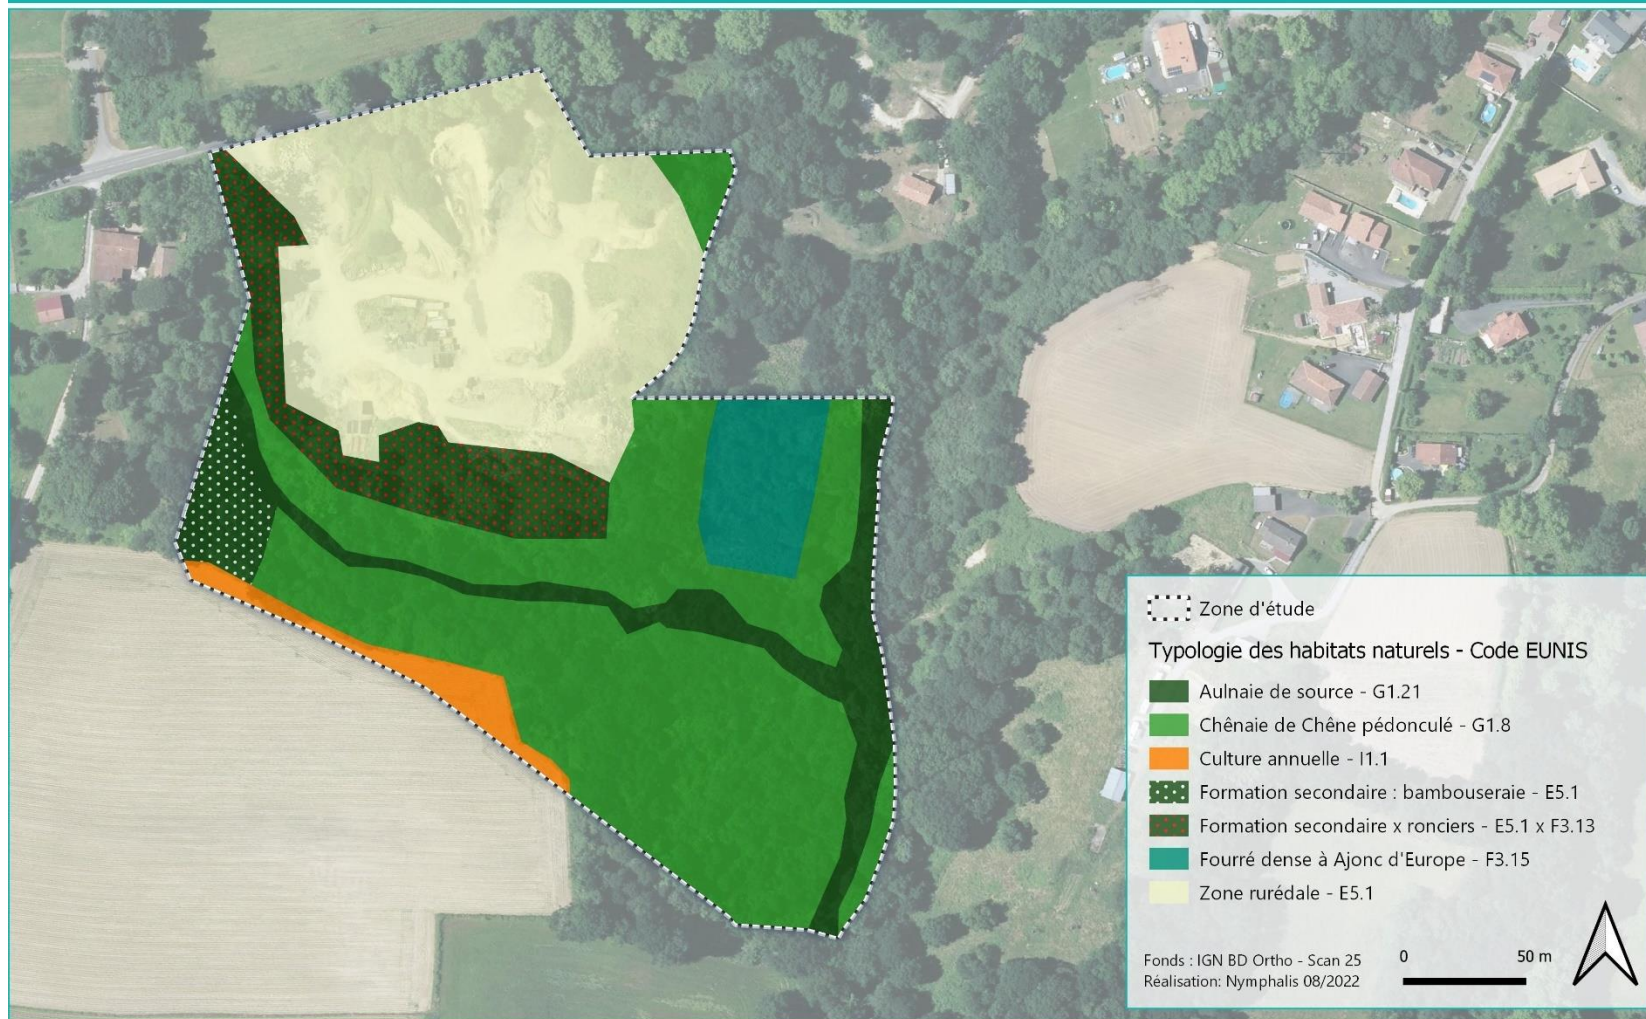 Zone d'étude
Typologie des habitats naturels - Code EUNIS
Aulnaie de source - G1.21
Chênaie de Chêne pédonculé - G1.8
Culture annuelle - I1.1
Formation secondaire : bambouseraie - E5.1
Formation secondaire x ronciers - E5.1 x F3.13
Fourré dense à Ajonc d'Europe - F3.15
Zone rurédale - E5.1
Fonds : IGN BD Ortho - Scan 25
Réalisation: Nymphalis 08/2022
0 50 m